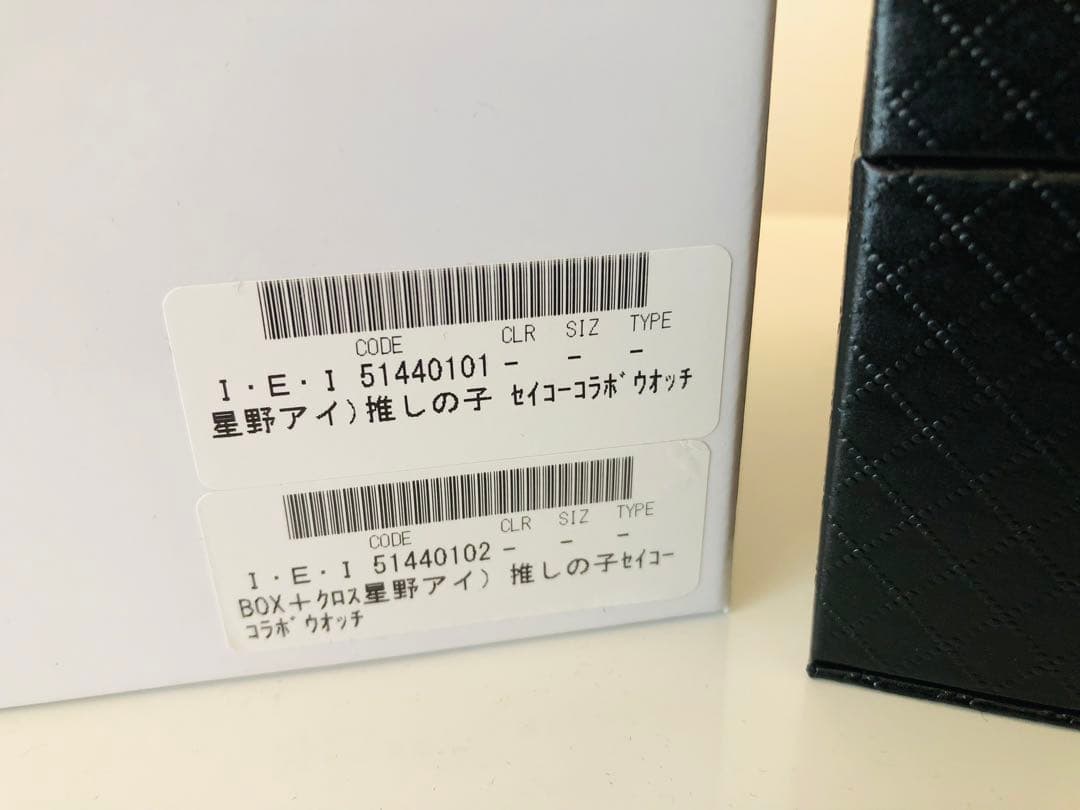 CODE CLR SIZ TYPE
I・E・I 51440101 - - -
星野アイ)推しの子 ｾｲｺｰｺﾗﾎﾞｳｵｯﾁ
CODE CLR SIZ TYPE
I・E・I 51440102 - - -
BOX＋ｸﾛｽ星野アイ) 推しの子ｾｲｺｰ
ｺﾗﾎﾞｳｵｯﾁ